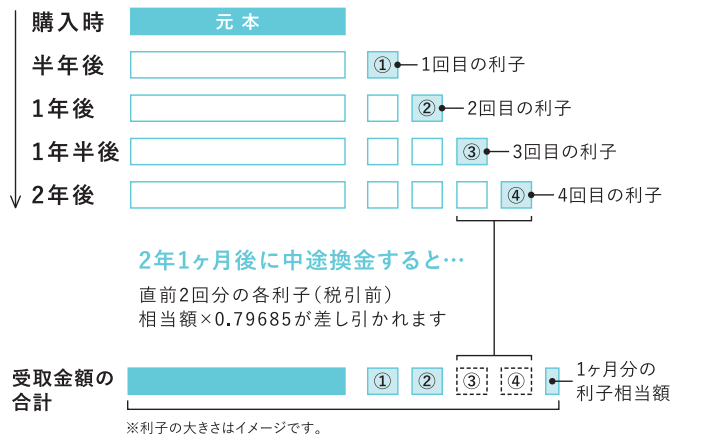 購入時
元本
半年後
①
1回目の利子
1年後
②
2回目の利子
1年半後
③
3回目の利子
2年後
④
4回目の利子
2年1ヶ月後に中途換金すると…
直前2回分の各利子（税引前）
相当額×0.79685が差し引かれます
受取金額の
合計
① ② ③ ④
1ヶ月分の
利子相当額
※利子の大きさはイメージです。